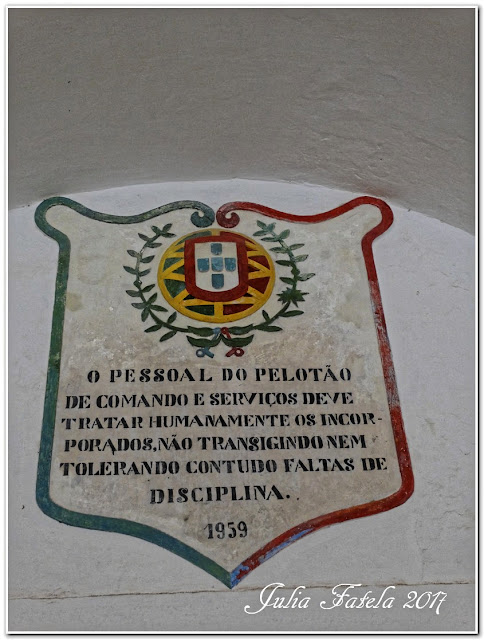 O PESSOAL DO PELOTÃO
DE COMANDO E SERVIÇOS DEVE
TRATAR HUMANAMENTE OS INCOR-
PORADOS, NÃO TRANSIGINDO NEM
TOLERANDO CONTUDO FALTAS DE
DISCIPLINA.
1959
Julia Fatela 2017